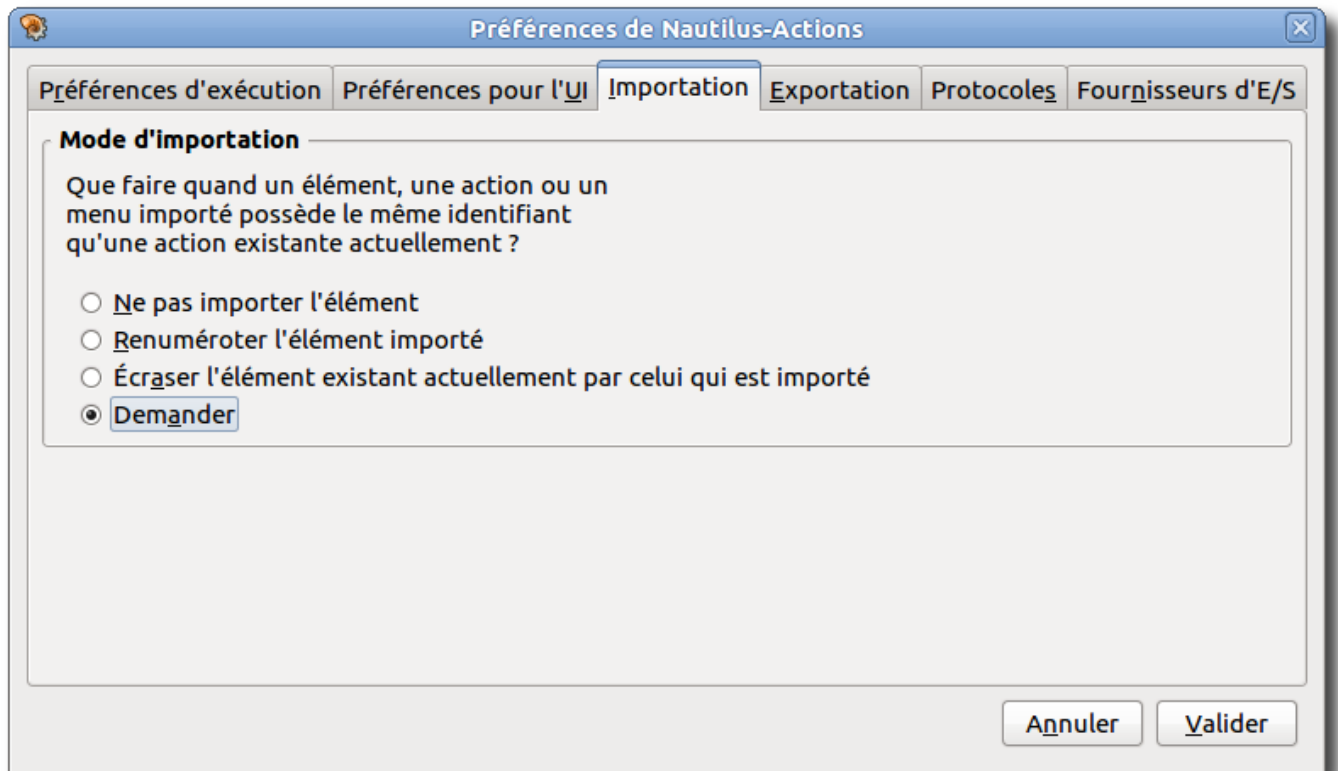 Préférences de Nautilus-Actions
Préférences d'exécution Préférences pour l'UI Importation Exportation Protocoles Fournisseurs d'E/S
Mode d'importation
Que faire quand un élément, une action ou un
menu importé possède le même identifiant
qu'une action existante actuellement ?
Ne pas importer l'élément
Renuméroter l'élément importé
Écraser l'élément existant actuellement par celui qui est importé
Demander
Annuler Valider